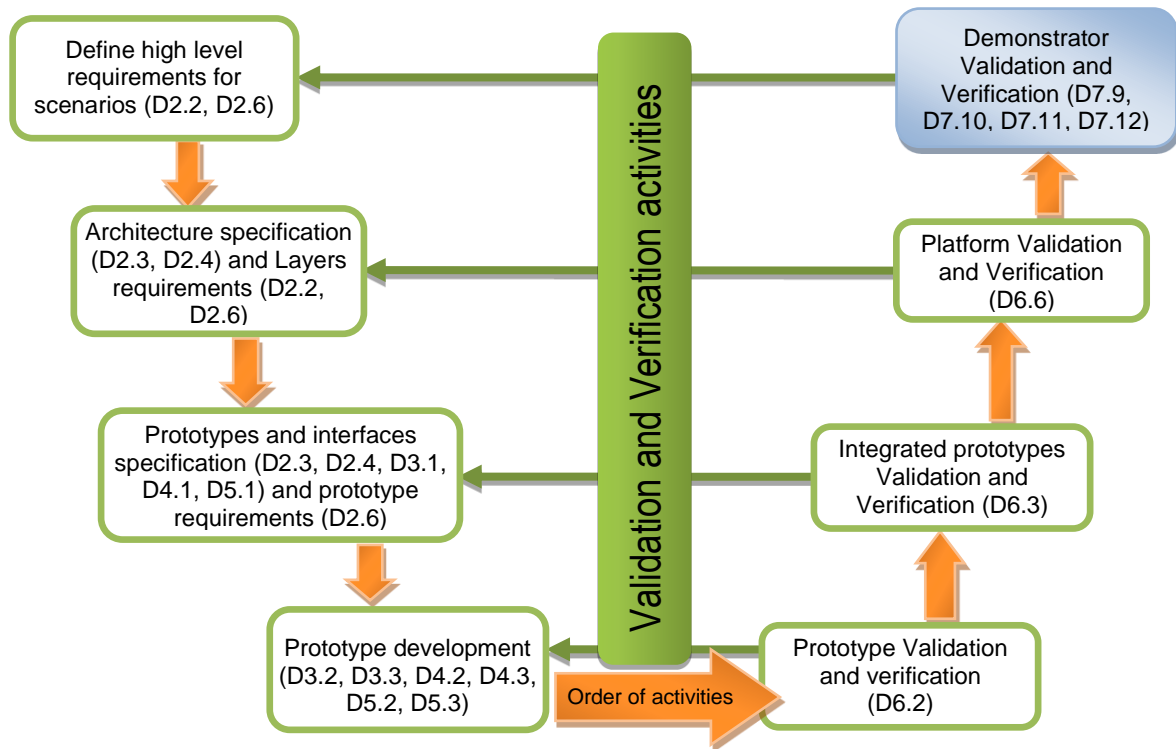 Define high level
requirements for
scenarios (D2.2, D2.6)
Architecture specification
(D2.3, D2.4) and Layers
requirements (D2.2,
D2.6)
Prototypes and interfaces
specification (D2.3, D2.4, D3.1,
D4.1, D5.1) and prototype
requirements (D2.6)
Prototype development
(D3.2, D3.3, D4.2, D4.3,
D5.2, D5.3)
Validation and Verification activities
Order of activities
Demonstrator
Validation and
Verification (D7.9,
D7.10, D7.11, D7.12)
Platform Validation
and Verification
(D6.6)
Integrated prototypes
Validation and
Verification (D6.3)
Prototype Validation
and verification
(D6.2)